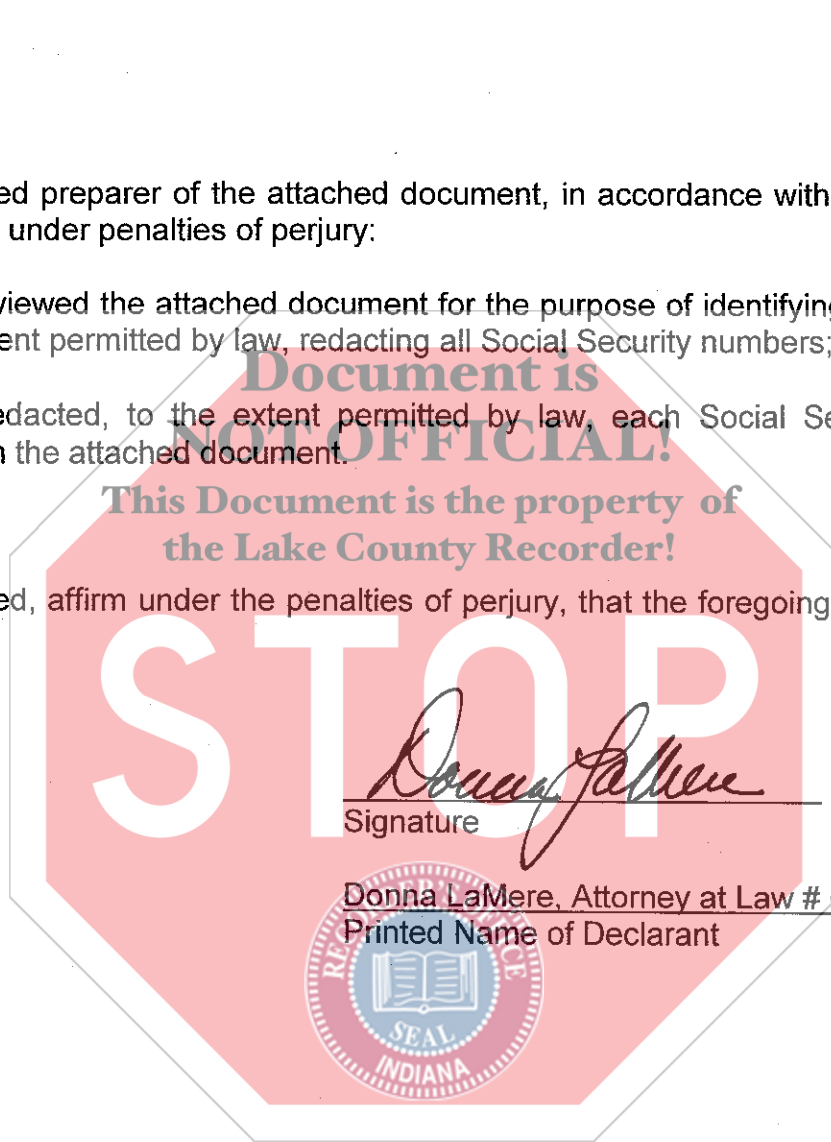 ed preparer of the attached document, in accordance with
under penalties of perjury:
viewed the attached document for the purpose of identifying
ent permitted by law, redacting all Social Security numbers;
Document is
edacted, to the extent permitted by law, each Social Se
NOT OFFICIAL!
n the attached document.
This Document is the property of
the Lake County Recorder!
ed, affirm under the penalties of perjury, that the foregoing
STOP
Donna LaMere
Signature
Donna LaMere, Attorney at Law #
Printed Name of Declarant
RECORDER'S OFFICE
SEAL
INDIANA